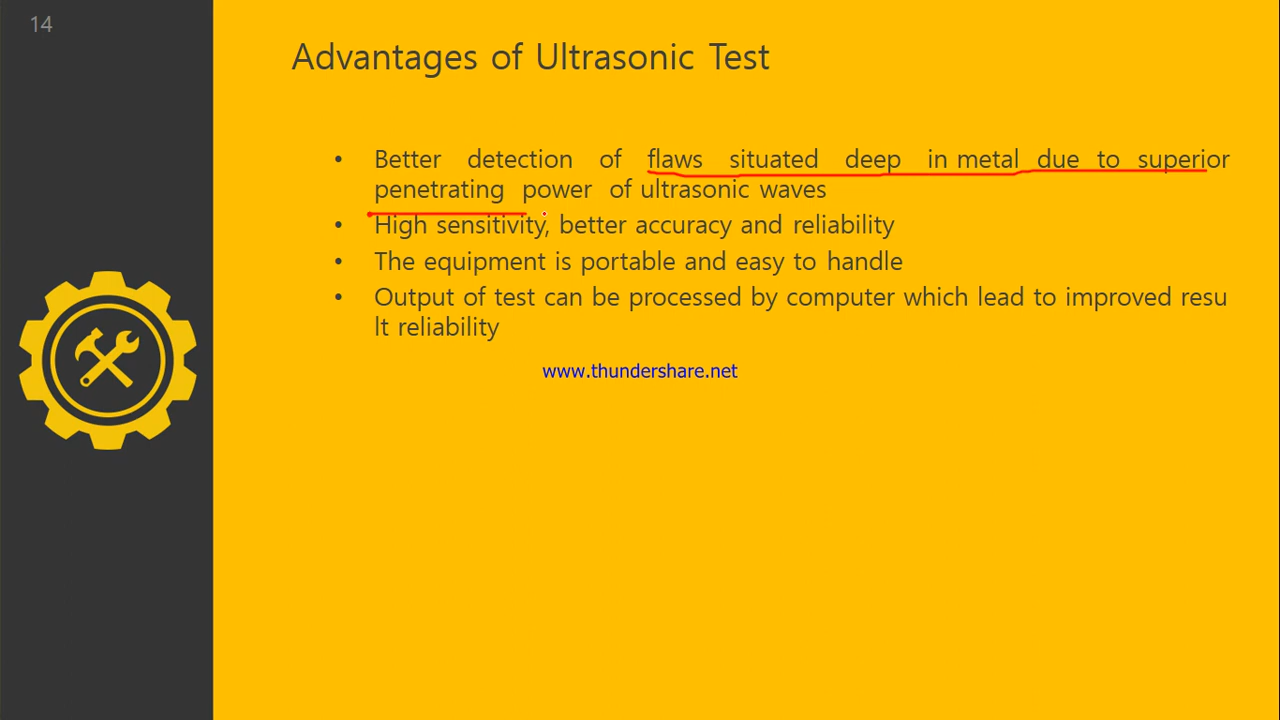 14
Advantages of Ultrasonic Test
• Better detection of flaws situated deep in metal due to superior
penetrating power of ultrasonic waves
• High sensitivity, better accuracy and reliability
• The equipment is portable and easy to handle
• Output of test can be processed by computer which lead to improved resu
lt reliability
www.thundershare.net